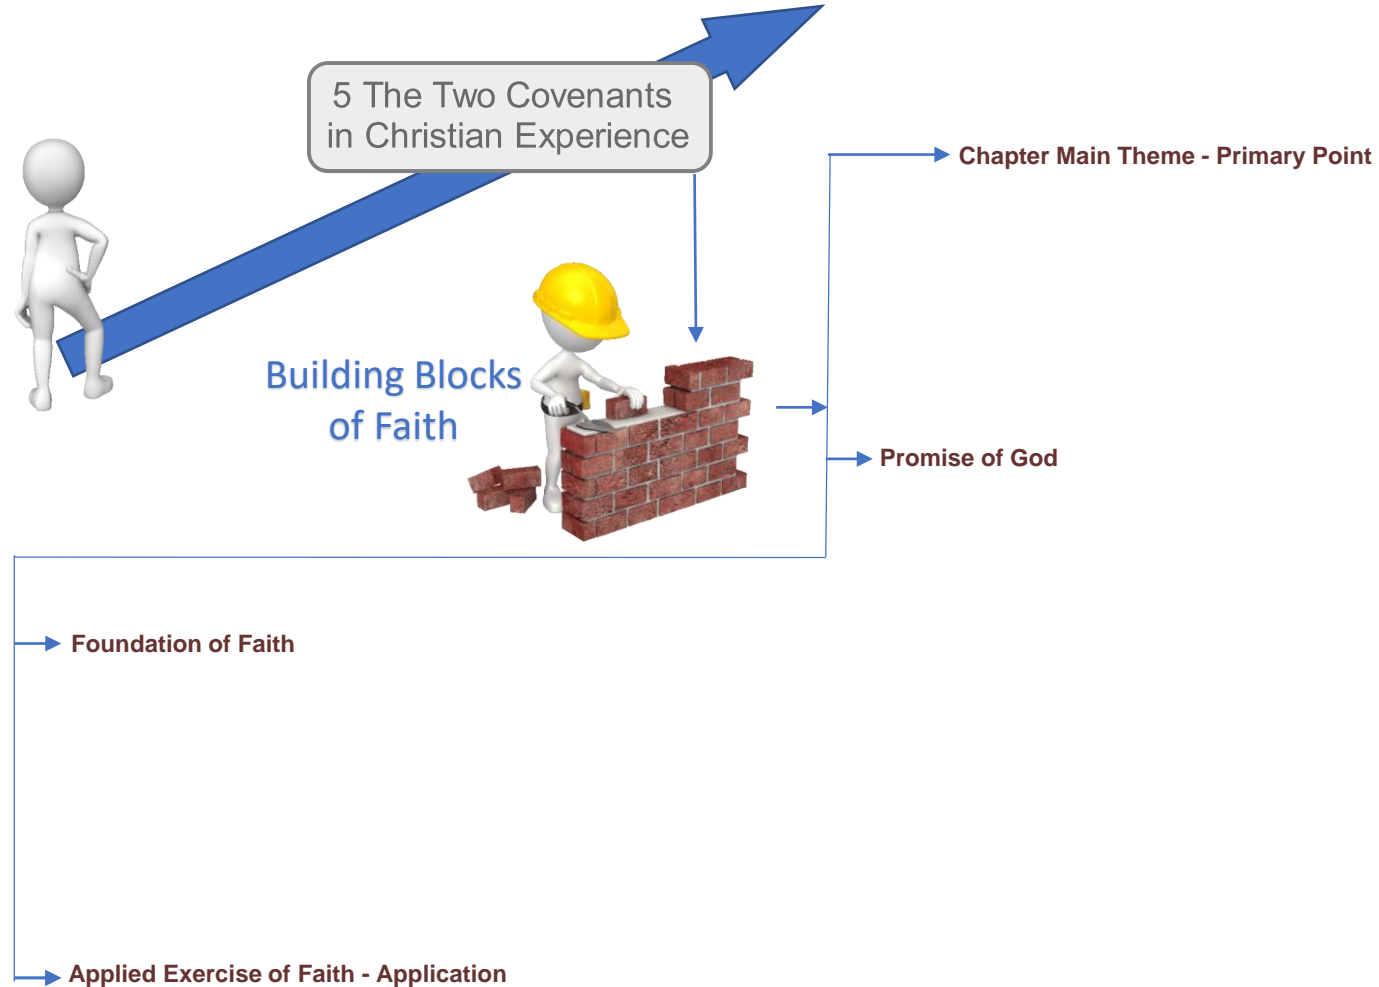 5 The Two Covenants
in Christian Experience
Chapter Main Theme - Primary Point
Building Blocks
of Faith
Promise of God
Foundation of Faith
Applied Exercise of Faith - Application